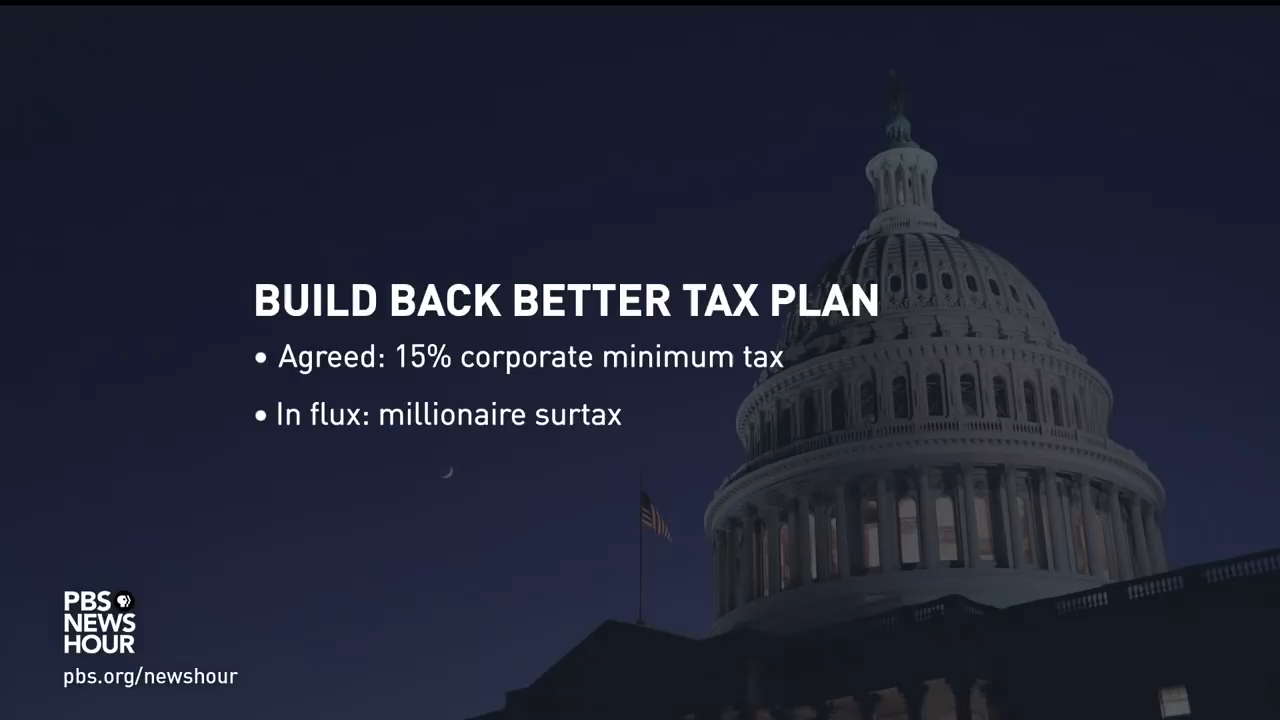 BUILD BACK BETTER TAX PLAN
• Agreed: 15% corporate minimum tax
• In flux: millionaire surtax
PBS
NEWS
HOUR
pbs.org/newshour